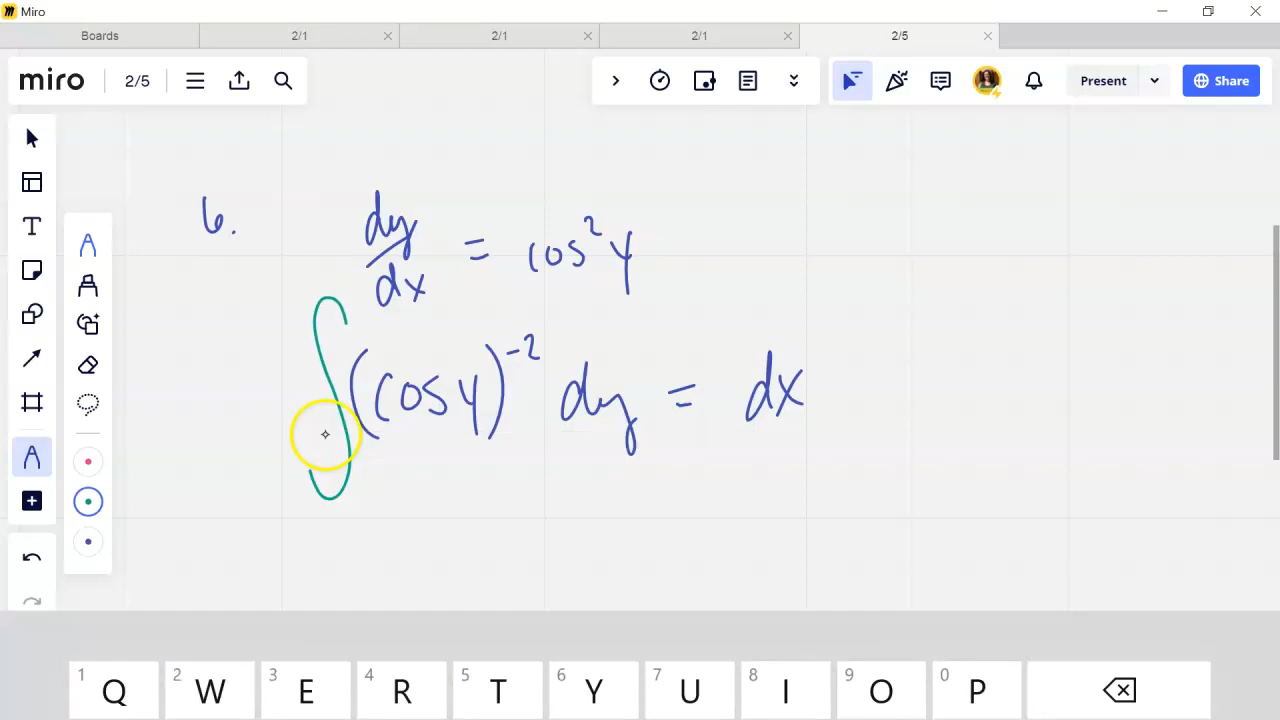 Miro
Boards 2/1 2/1 2/1 2/5
miro 2/5 Present Share
6. dy/dx = cos² y
∫ (cos y)⁻² dy = dx
1 Q 2 W 3 E 4 R 5 T 6 Y 7 U 8 I 9 O 0 P